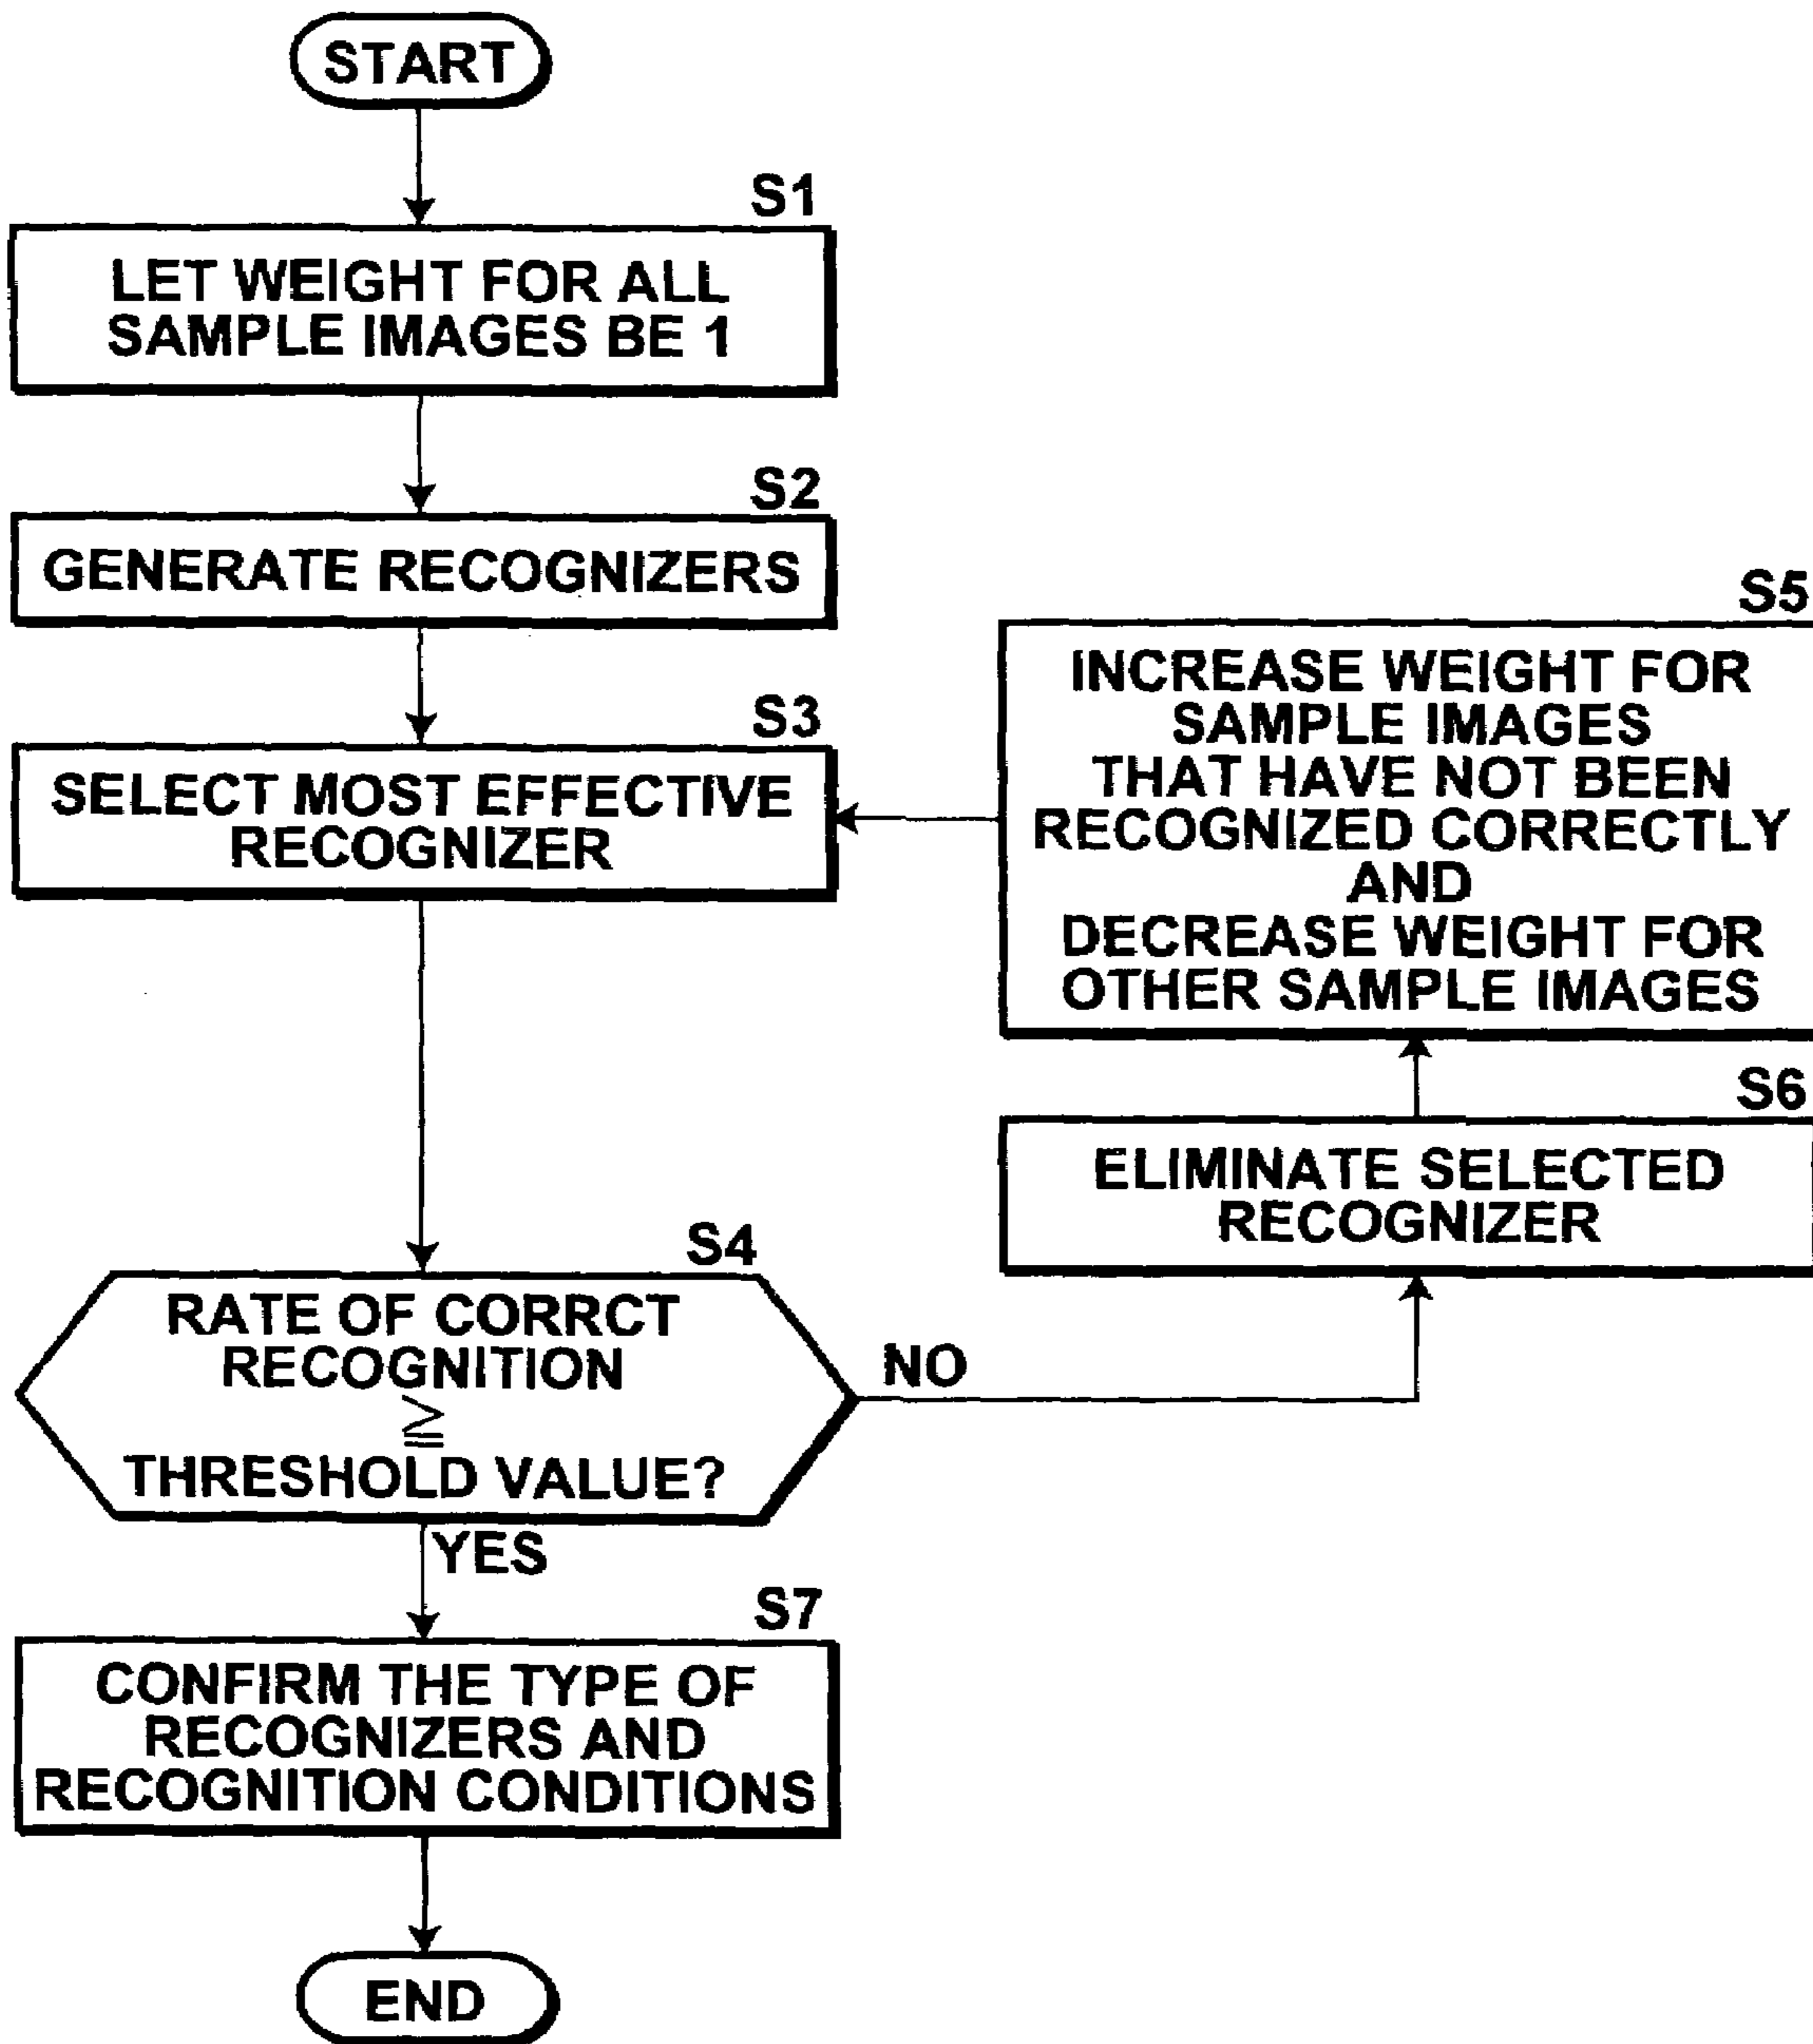 START
S1
LET WEIGHT FOR ALL
SAMPLE IMAGES BE 1
S2
GENERATE RECOGNIZERS
S3
SELECT MOST EFFECTIVE
RECOGNIZER
S5
INCREASE WEIGHT FOR
SAMPLE IMAGES
THAT HAVE NOT BEEN
RECOGNIZED CORRECTLY
AND
DECREASE WEIGHT FOR
OTHER SAMPLE IMAGES
S6
ELIMINATE SELECTED
RECOGNIZER
S4
RATE OF CORRCT
RECOGNITION
≧
THRESHOLD VALUE?
NO
YES
S7
CONFIRM THE TYPE OF
RECOGNIZERS AND
RECOGNITION CONDITIONS
END